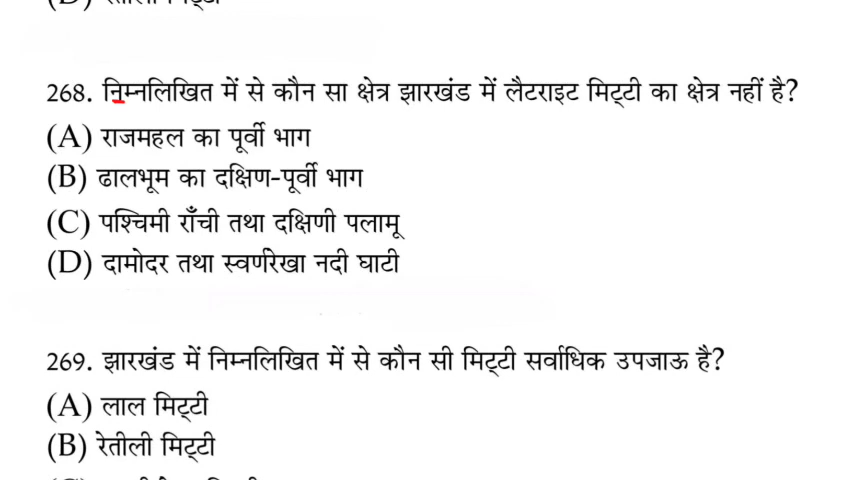 268. निम्नलिखित में से कौन सा क्षेत्र झारखंड में लैटराइट मिट्टी का क्षेत्र नहीं है?
(A) राजमहल का पूर्वी भाग
(B) ढालभूम का दक्षिण-पूर्वी भाग
(C) पश्चिमी राँची तथा दक्षिणी पलामू
(D) दामोदर तथा स्वर्णरेखा नदी घाटी
269. झारखंड में निम्नलिखित में से कौन सी मिट्टी सर्वाधिक उपजाऊ है?
(A) लाल मिट्टी
(B) रेतीली मिट्टी